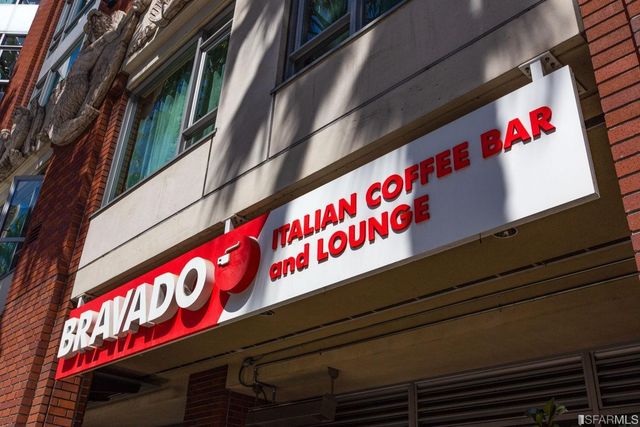 BRAVADO
ITALIAN COFFEE BAR
and LOUNGE
SFARMLS